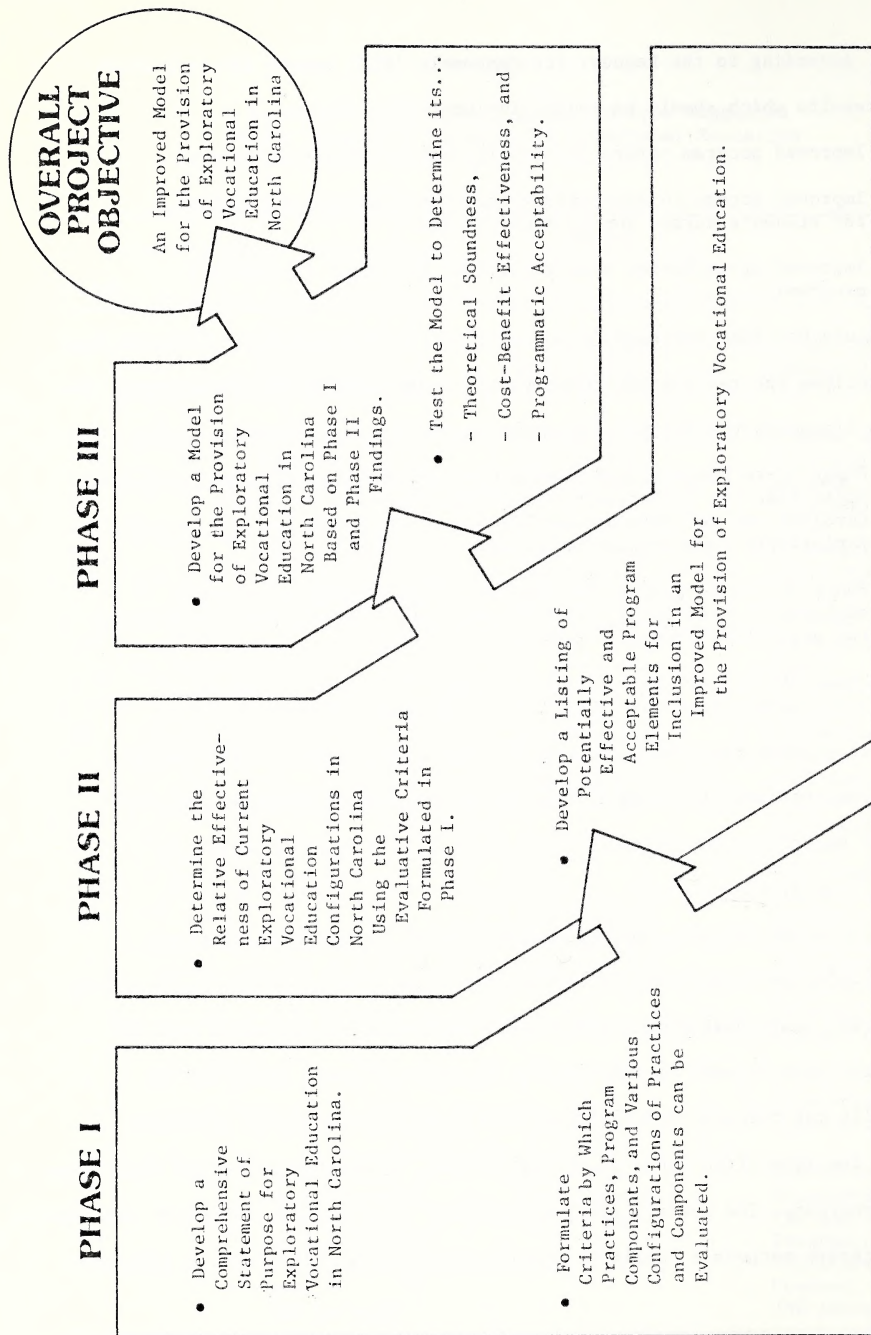 PHASE I
• Develop a
Comprehensive
Statement of
Purpose for
Exploratory
Vocational Education
in North Carolina.
• Formulate
Criteria by Which
Practices, Program
Components, and Various
Configurations of Practices
and Components can be
Evaluated.
PHASE II
• Determine the
Relative Effective-
ness of Current
Exploratory
Vocational
Education
Configurations in
North Carolina
Using the
Evaluative Criteria
Formulated in
Phase I.
• Develop a Listing of
Potentially
Effective and
Acceptable Program
Elements for
Inclusion in an
Improved Model for
the Provision of Exploratory Vocational Education.
PHASE III
• Develop a Model
for the Provision
of Exploratory
Vocational
Education in
North Carolina
Based on Phase I
and Phase II
Findings.
• Test the Model to Determine its...
- Theoretical Soundness,
- Cost-Benefit Effectiveness, and
- Programmatic Acceptability.
OVERALL
PROJECT
OBJECTIVE
An Improved Model
for the Provision
of Exploratory
Vocational
Education in
North Carolina